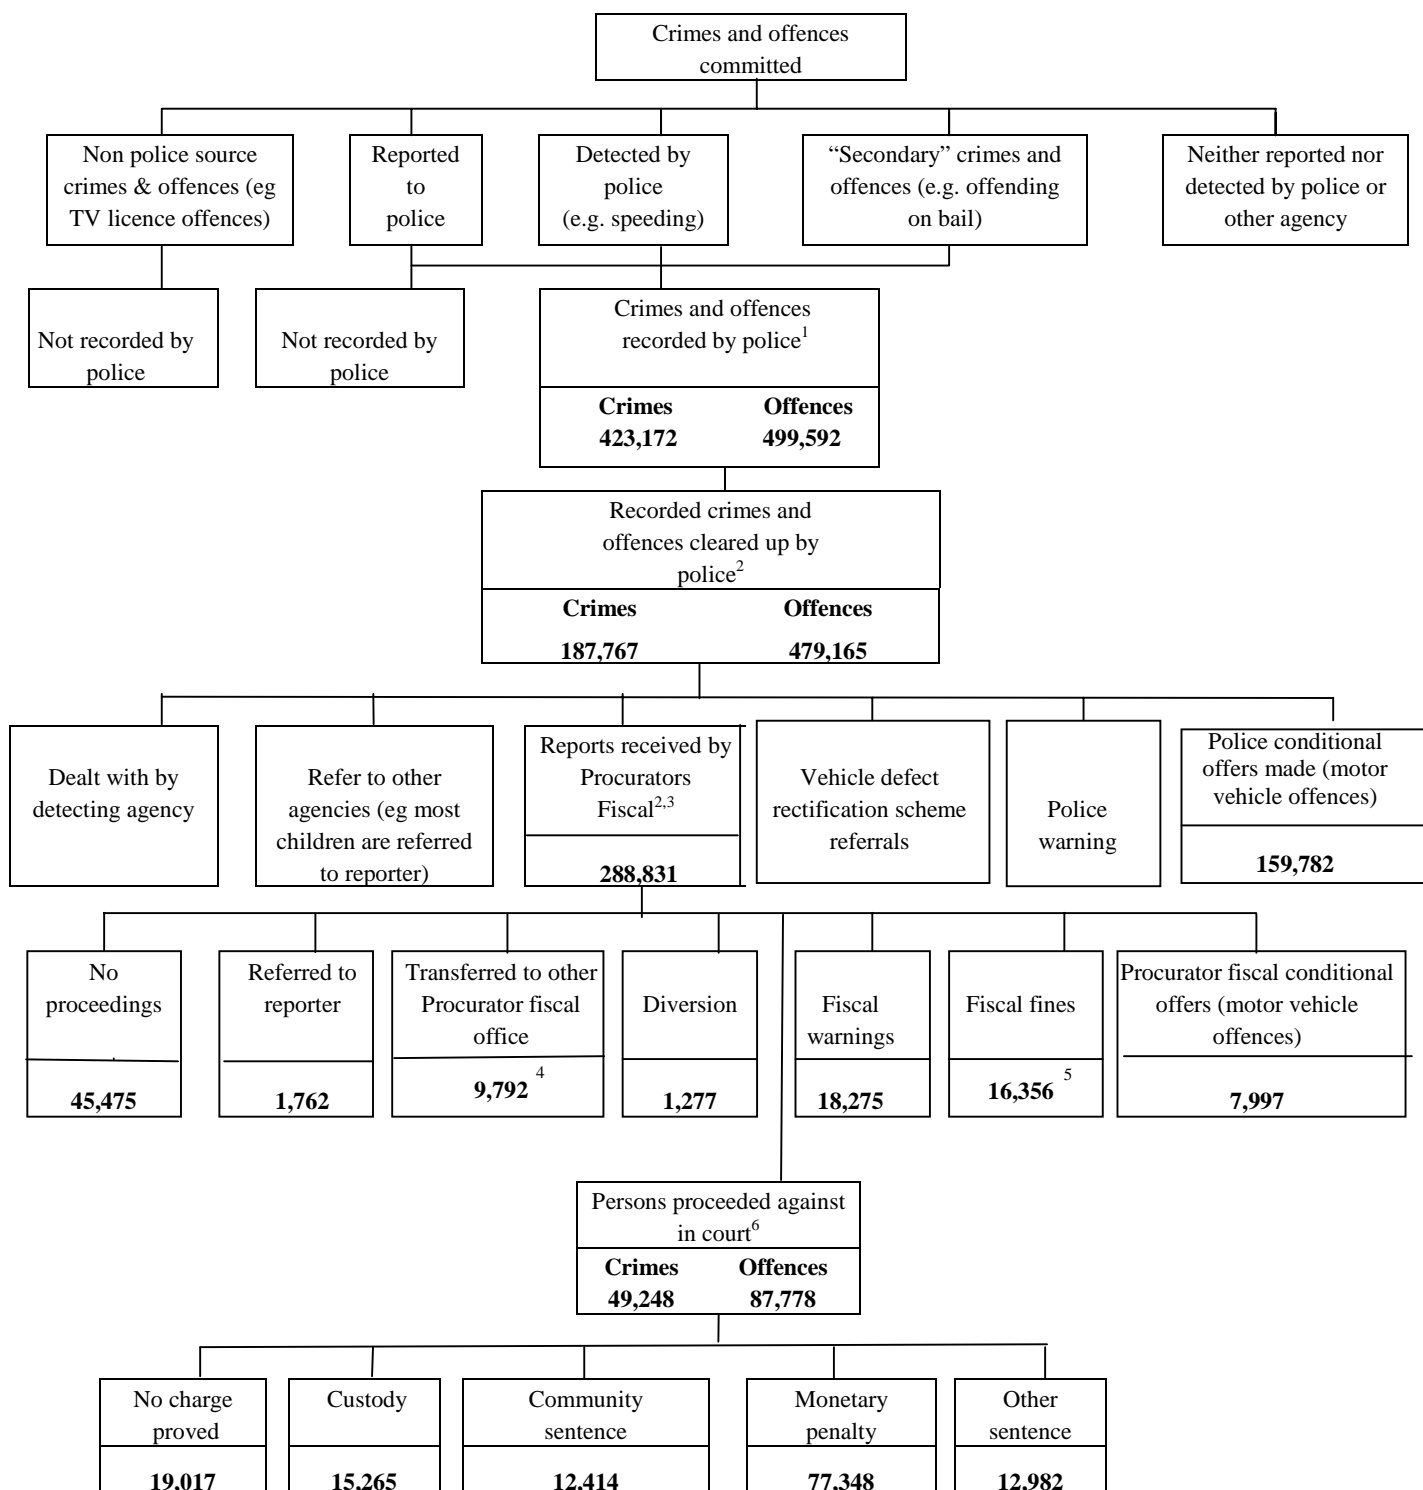 Crimes and offences
committed
Non police source
crimes & offences (eg
TV licence offences)
Reported
to
police
Detected by
police
(e.g. speeding)
“Secondary” crimes and
offences (e.g. offending
on bail)
Neither reported nor
detected by police or
other agency
Not recorded by
police
Not recorded by
police
Crimes and offences
recorded by police1
Crimes Offences
423,172 499,592
Recorded crimes and
offences cleared up by
police2
Crimes Offences
187,767 479,165
Dealt with by
detecting agency
Refer to other
agencies (eg most
children are referred
to reporter)
Reports received by
Procurators
Fiscal2,3
288,831
Vehicle defect
rectification scheme
referrals
Police
warning
Police conditional
offers made (motor
vehicle offences)
159,782
No
proceedings
45,475
Referred to
reporter
1,762
Transferred to other
Procurator fiscal
office
9,792 4
Diversion
1,277
Fiscal
warnings
18,275
Fiscal fines
16,356 5
Procurator fiscal conditional
offers (motor vehicle
offences)
7,997
Persons proceeded against
in court6
Crimes Offences
49,248 87,778
No charge
proved
19,017
Custody
15,265
Community
sentence
12,414
Monetary
penalty
77,348
Other
sentence
12,982